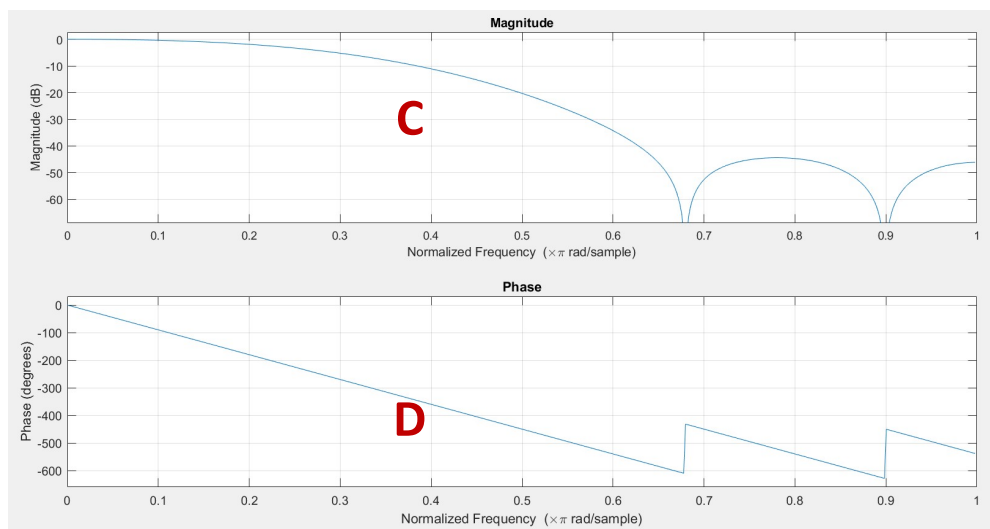 Magnitude
0
-10
-20
-30
-40
-50
-60
Magnitude (dB)
C
0 0.1 0.2 0.3 0.4 0.5 0.6 0.7 0.8 0.9 1
Normalized Frequency (×π rad/sample)
Phase
0
-100
-200
-300
-400
-500
-600
Phase (degrees)
D
0 0.1 0.2 0.3 0.4 0.5 0.6 0.7 0.8 0.9 1
Normalized Frequency (×π rad/sample)